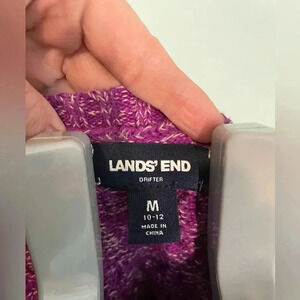 LANDS' END
DRIFTER
M
10-12
MADE IN
CHINA